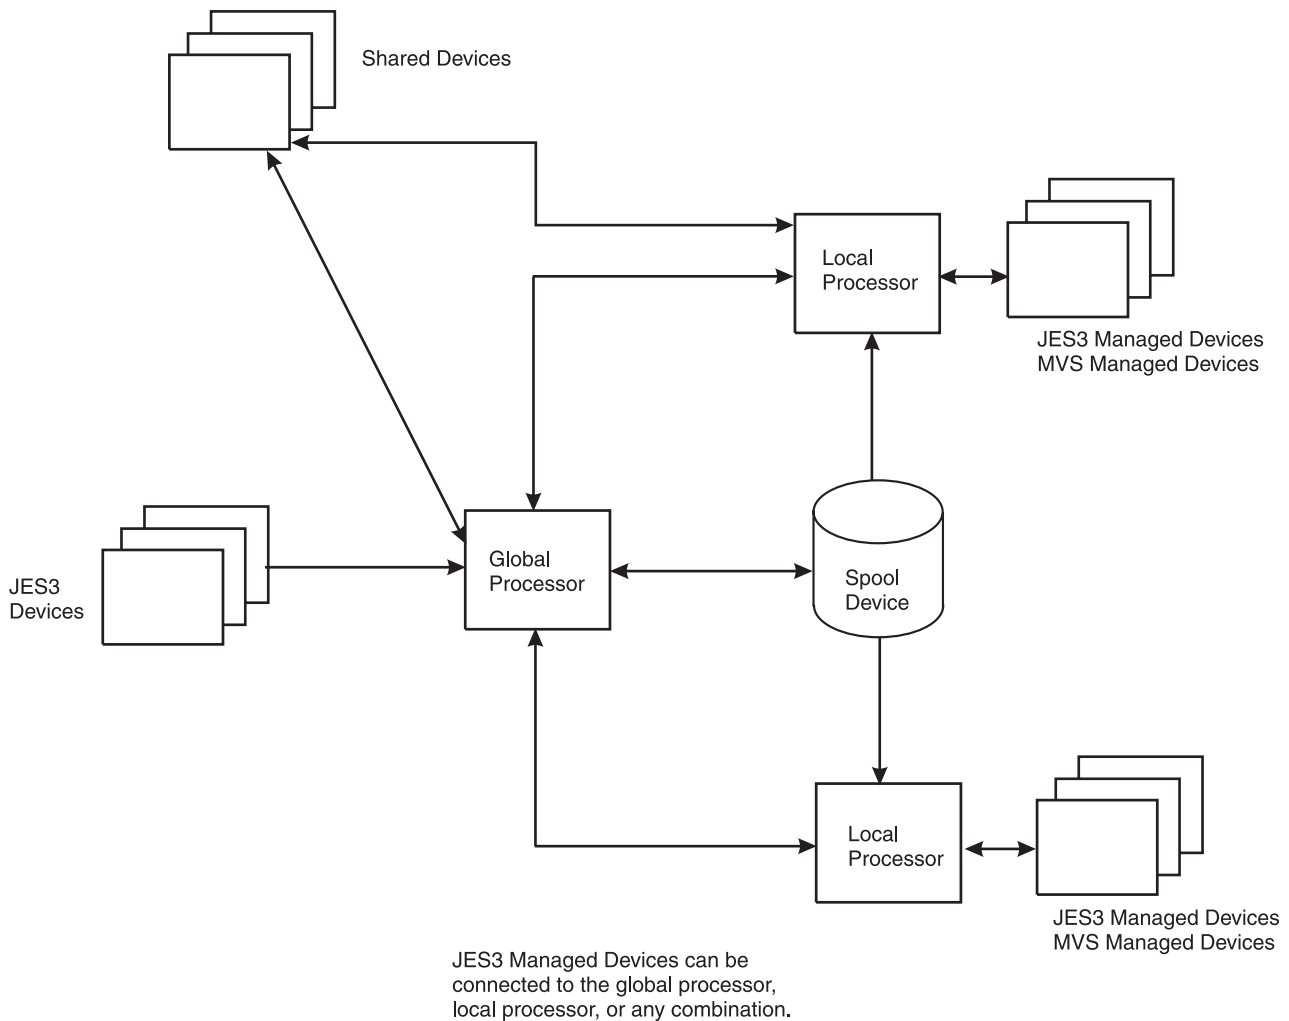 Shared Devices
Local
Processor
JES3 Managed Devices
MVS Managed Devices
JES3
Devices
Global
Processor
Spool
Device
Local
Processor
JES3 Managed Devices
MVS Managed Devices
JES3 Managed Devices can be
connected to the global processor,
local processor, or any combination.